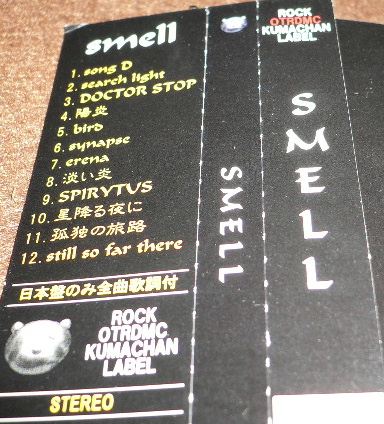 smell
1. song D
2. search light
3. DOCTOR STOP
4. 陽炎
5. bird
6. synapse
7. erena
8. 淡い炎
9. SPIRYTUS
10. 星降る夜に
11. 孤独の旅路
12. still so far there
日本盤のみ全曲歌詞付
ROCK
OTRDMC
KUMACHAN
LABEL
STEREO
SMELL
ROCK
OTRDMC
KUMACHAN
LABEL
SMELL